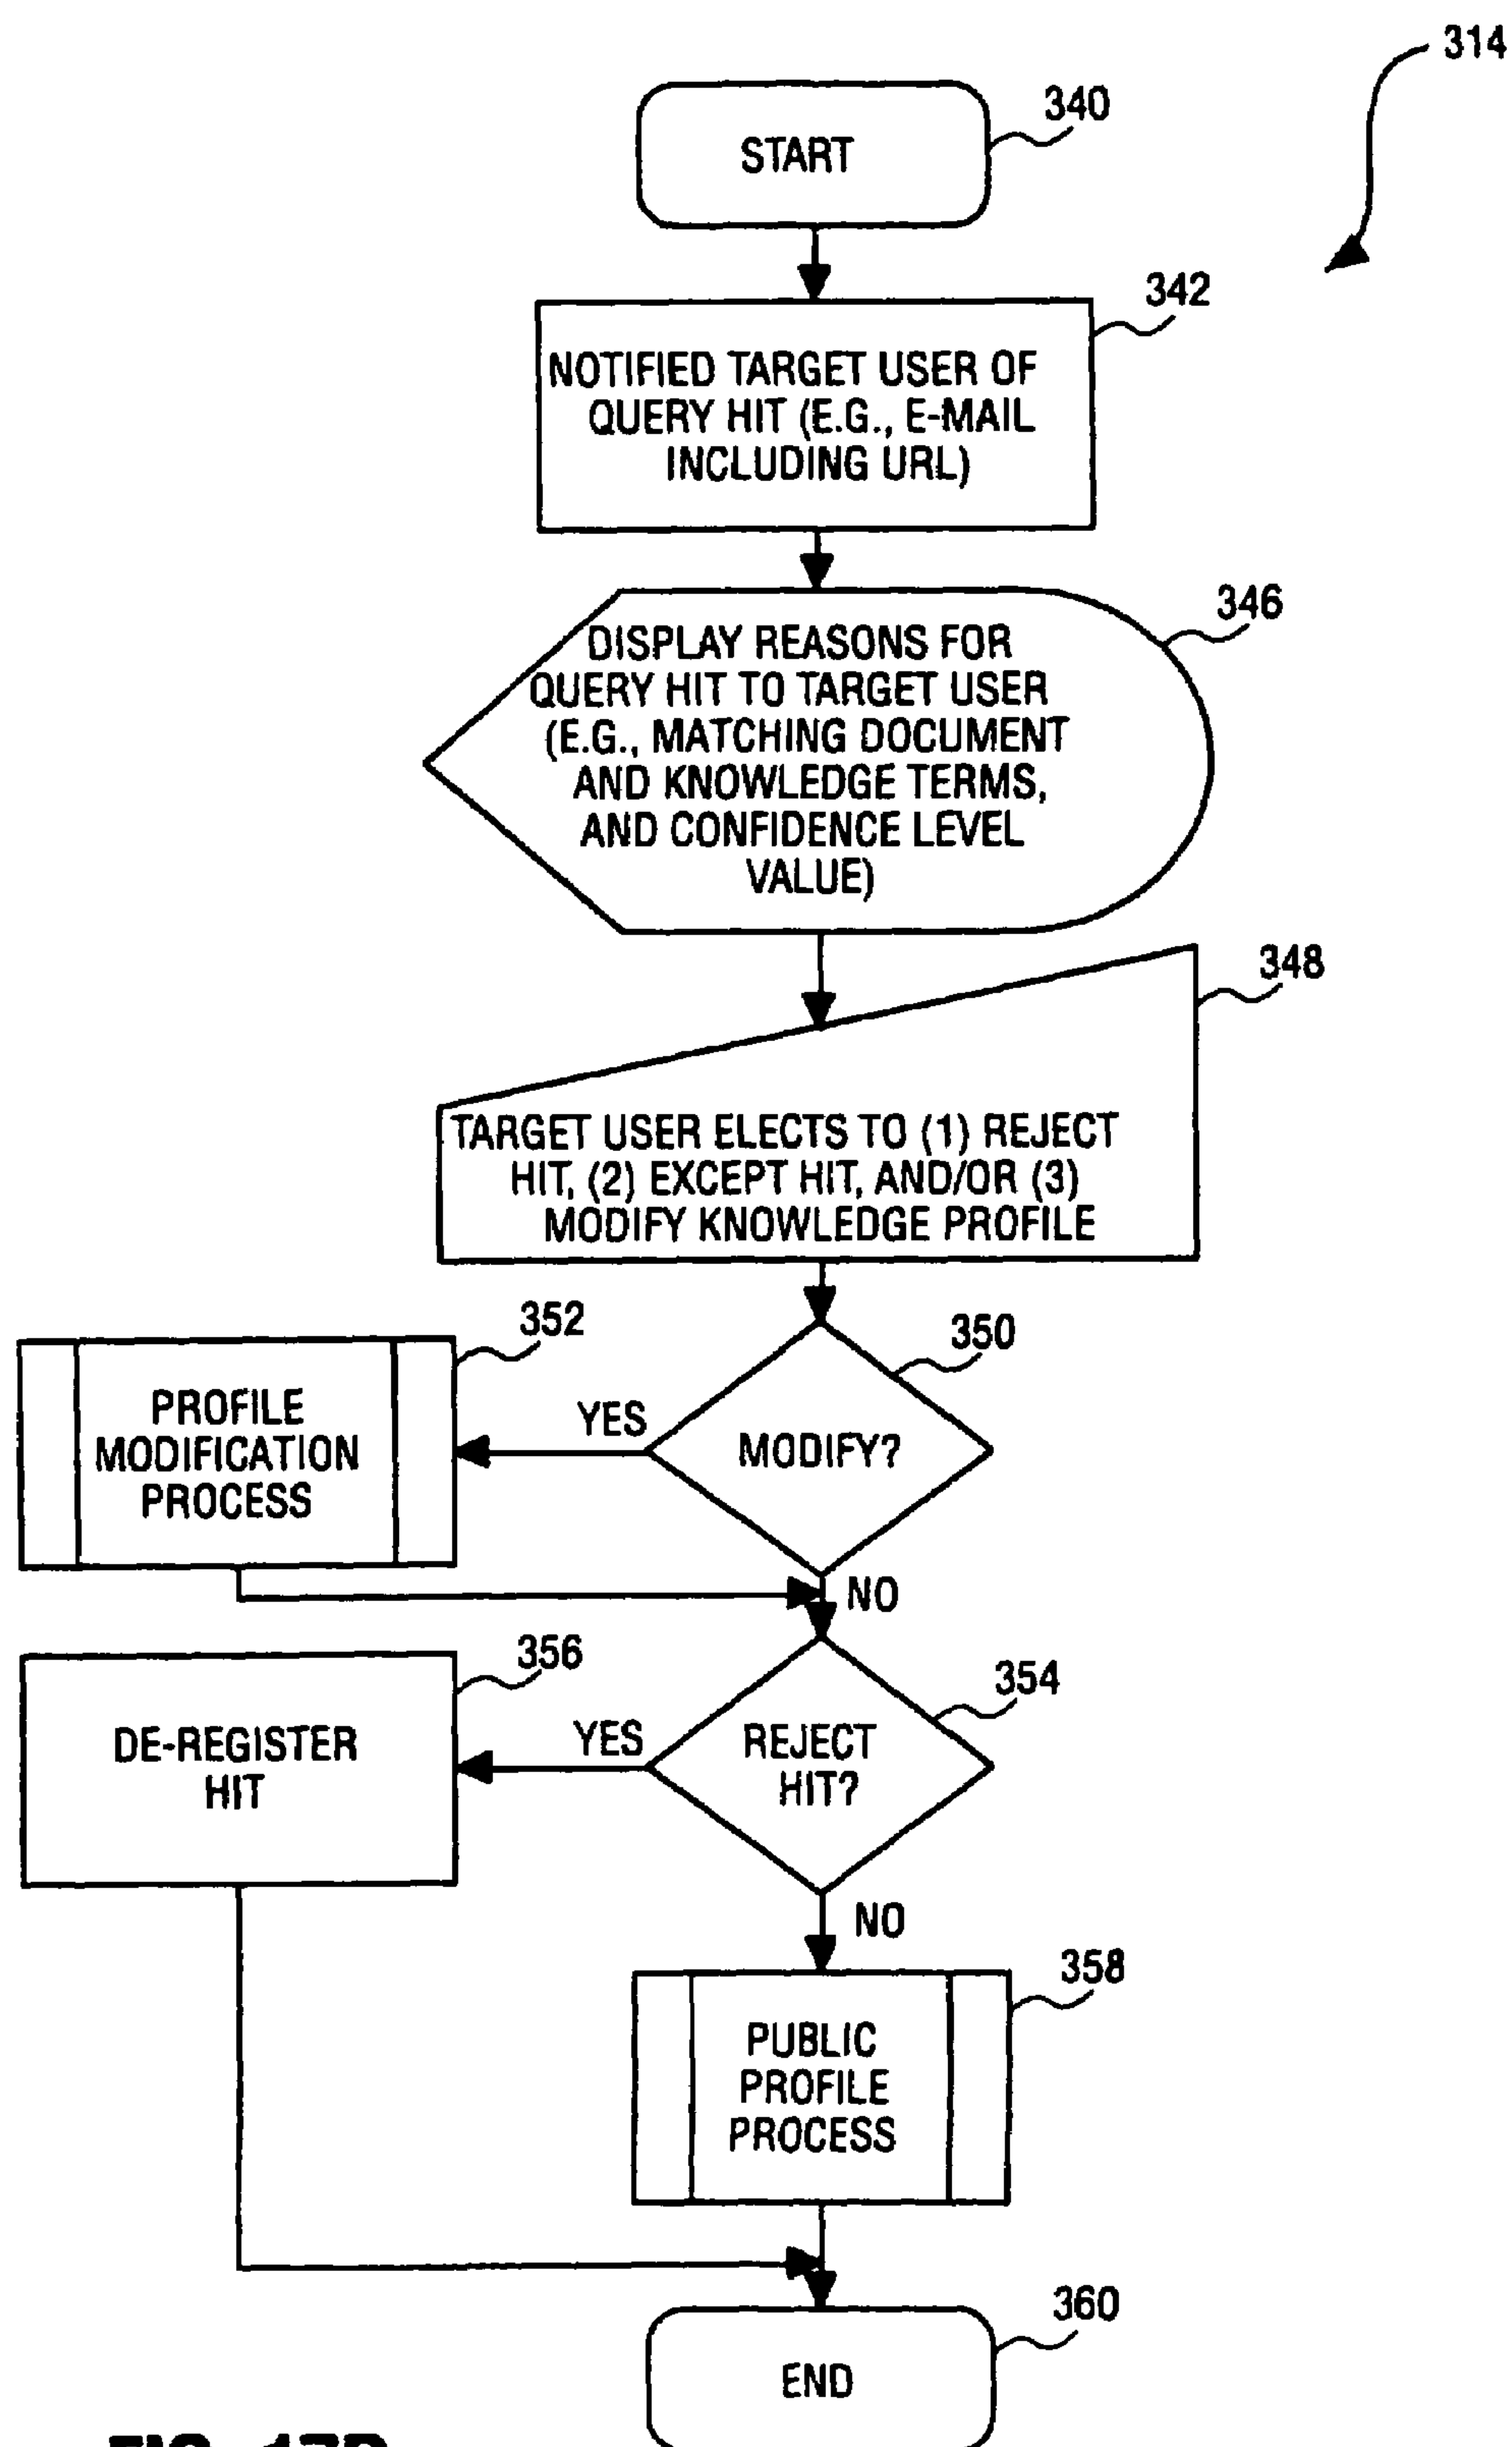 314
340
START
342
NOTIFIED TARGET USER OF
QUERY HIT (E.G., E-MAIL
INCLUDING URL)
346
DISPLAY REASONS FOR
QUERY HIT TO TARGET USER
(E.G., MATCHING DOCUMENT
AND KNOWLEDGE TERMS,
AND CONFIDENCE LEVEL
VALUE)
348
TARGET USER ELECTS TO (1) REJECT
HIT, (2) EXCEPT HIT, AND/OR (3)
MODIFY KNOWLEDGE PROFILE
352
350
PROFILE
MODIFICATION
PROCESS
YES
MODIFY?
NO
356
354
DE-REGISTER
HIT
YES
REJECT
HIT?
NO
358
PUBLIC
PROFILE
PROCESS
360
END